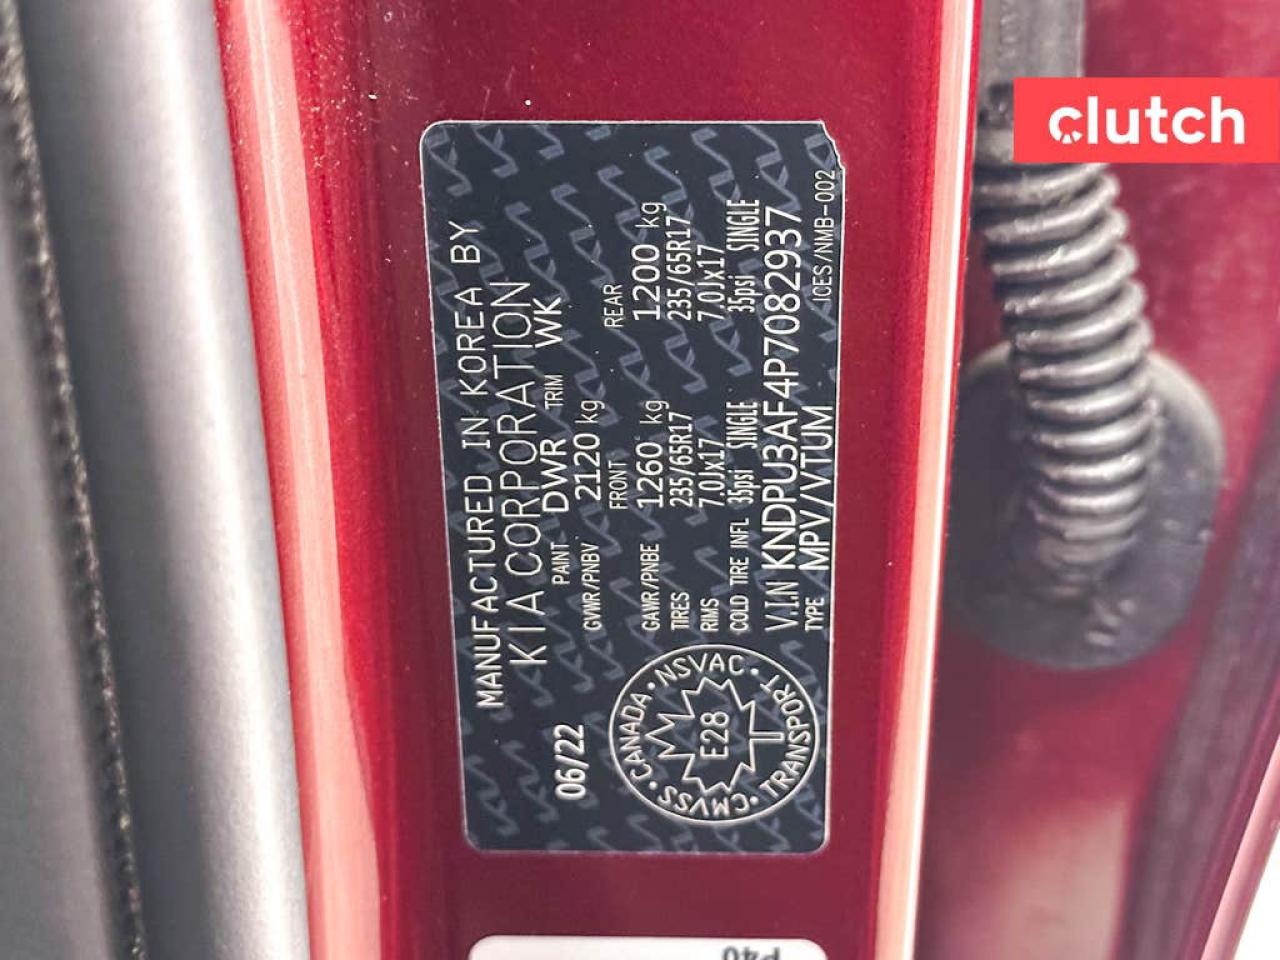 clutch
MANUFACTURED IN KOREA BY
KIA CORPORATION
06/22 PAINT DWR TRIM WK
GVWR/PNBV 2120 kg
FRONT REAR
GAWR/PNBE 1260 kg 1200 kg
TIRES 235/65R17 235/65R17
RIMS 7.0Jx17 7.0Jx17
COLD TIRE INFL 35psi SINGLE 35psi SINGLE
V.I.N KNDPU3AF4P7082937
TYPE MPV/VTUM ICES/NMB-002
CANADA • NSVAC • TRANSPORT • CMVSS •
E28
P40